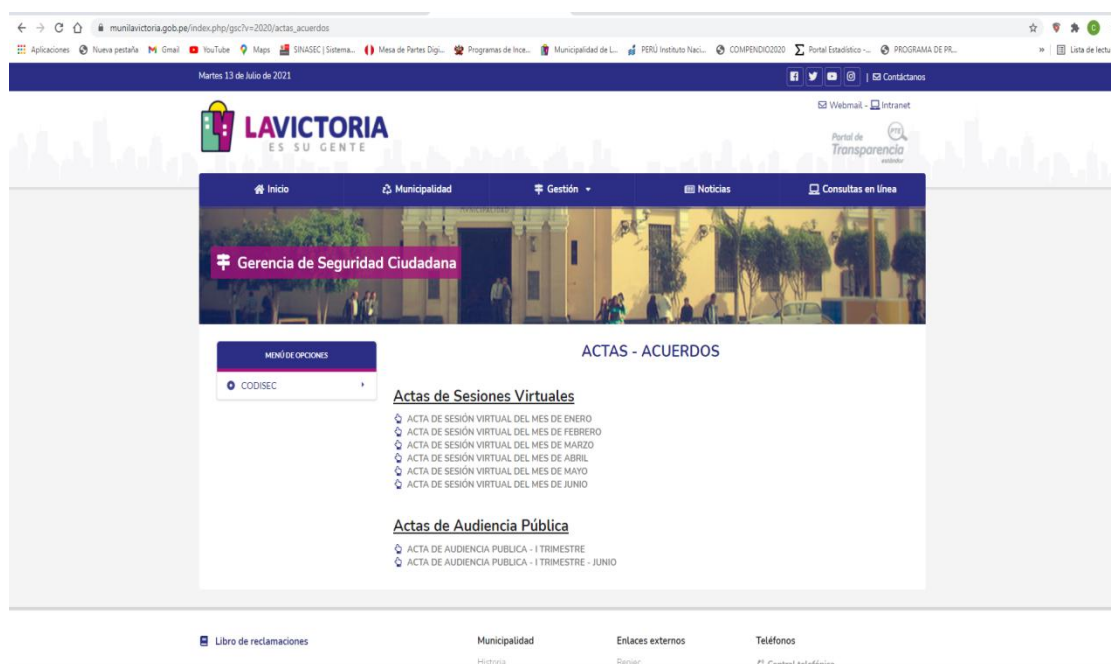 munilavictoria.gob.pe/index.php/gsc?v=2020/actas_acuerdos
Aplicaciones Nueva pestaña Gmail YouTube Maps SINASEC | Sistema... Mesa de Partes Digi... Programas de Ince... Municipalidad de L... PERÚ Instituto Naci... COMPENDIO2020 Portal Estadístico -... PROGRAMA DE PR... » Lista de lectu
Martes 13 de Julio de 2021 | Contáctanos
Webmail - Intranet
LAVICTORIA
ES SU GENTE
Portal de
Transparencia
estándar
PTE
Inicio Municipalidad Gestión Noticias Consultas en línea
MUNICIPALIDAD
Gerencia de Seguridad Ciudadana
MENÚ DE OPCIONES
CODISEC
ACTAS - ACUERDOS
Actas de Sesiones Virtuales
ACTA DE SESIÓN VIRTUAL DEL MES DE ENERO
ACTA DE SESIÓN VIRTUAL DEL MES DE FEBRERO
ACTA DE SESIÓN VIRTUAL DEL MES DE MARZO
ACTA DE SESIÓN VIRTUAL DEL MES DE ABRIL
ACTA DE SESIÓN VIRTUAL DEL MES DE MAYO
ACTA DE SESIÓN VIRTUAL DEL MES DE JUNIO
Actas de Audiencia Pública
ACTA DE AUDIENCIA PUBLICA - I TRIMESTRE
ACTA DE AUDIENCIA PUBLICA - I TRIMESTRE - JUNIO
Libro de reclamaciones Municipalidad Enlaces externos Teléfonos
Historia Reniec Central telefónica